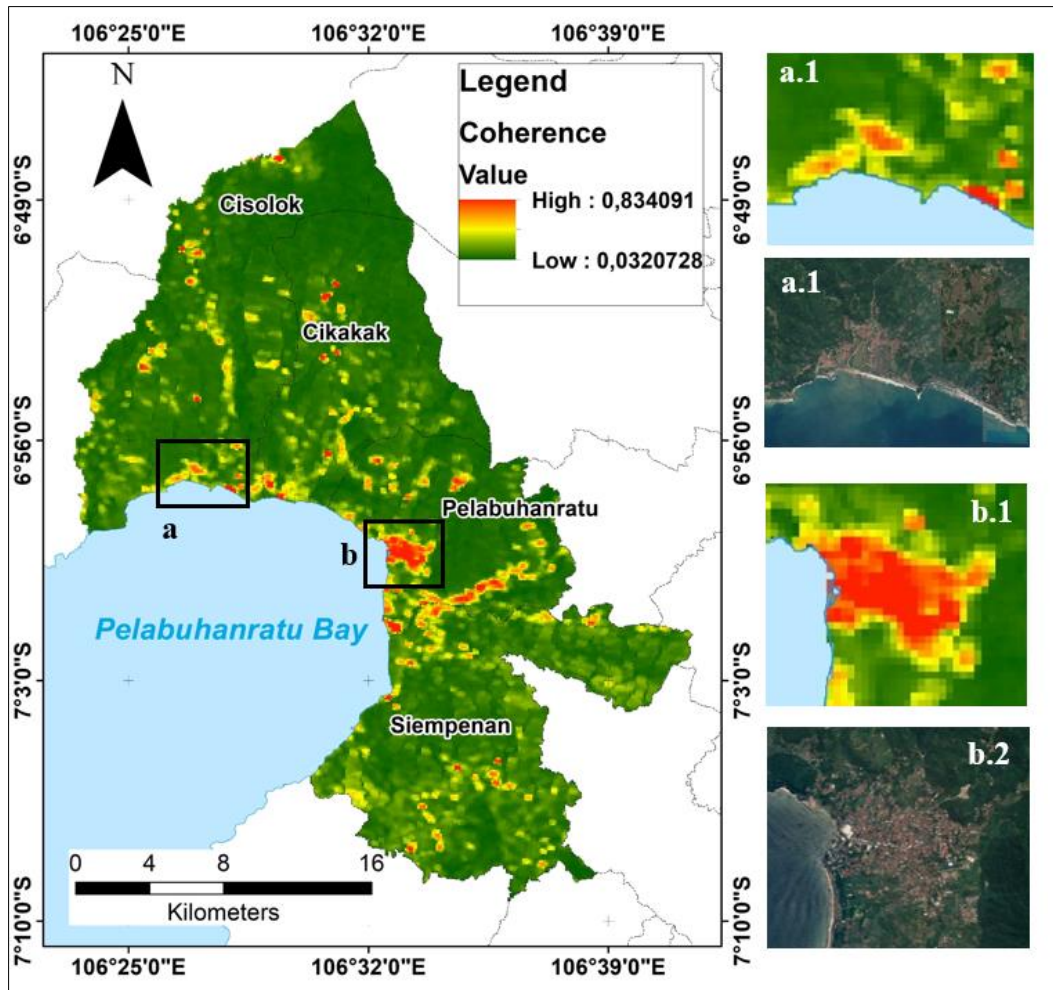 106°25'0"E 106°32'0"E 106°39'0"E
N
Legend
Coherence
Value
High : 0,834091
Low : 0,0320728
6°49'0"S
6°49'0"S
Cisolok
Cikakak
6°56'0"S
6°56'0"S
Pelabuhanratu
a
b
Pelabuhanratu Bay
7°3'0"S
7°3'0"S
Siempenan
0 4 8 16
Kilometers
7°10'0"S
7°10'0"S
106°25'0"E 106°32'0"E 106°39'0"E
a.1
a.1
b.1
b.2